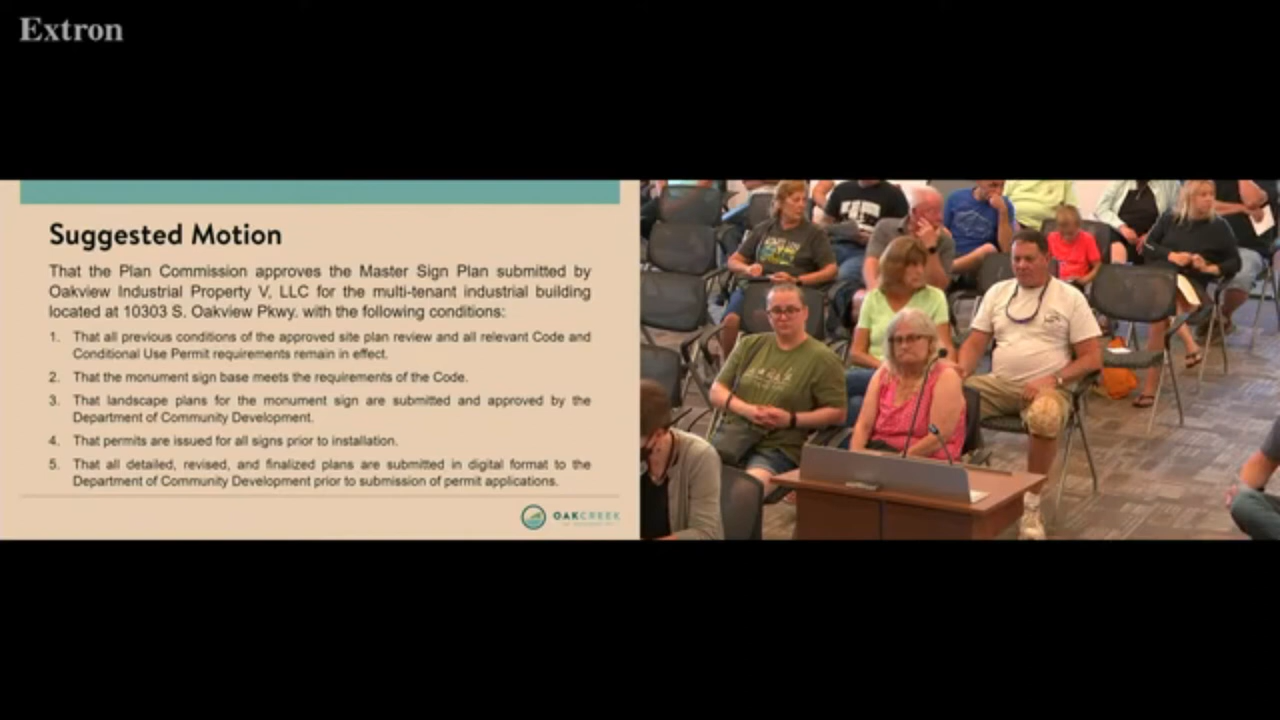 Extron
Suggested Motion
That the Plan Commission approves the Master Sign Plan submitted by
Oakview Industrial Property V, LLC for the multi-tenant industrial building
located at 10303 S. Oakview Pkwy. with the following conditions:
1. That all previous conditions of the approved site plan review and all relevant Code and
Conditional Use Permit requirements remain in effect.
2. That the monument sign base meets the requirements of the Code.
3. That landscape plans for the monument sign are submitted and approved by the
Department of Community Development.
4. That permits are issued for all signs prior to installation.
5. That all detailed, revised, and finalized plans are submitted in digital format to the
Department of Community Development prior to submission of permit applications.
OAKCREEK